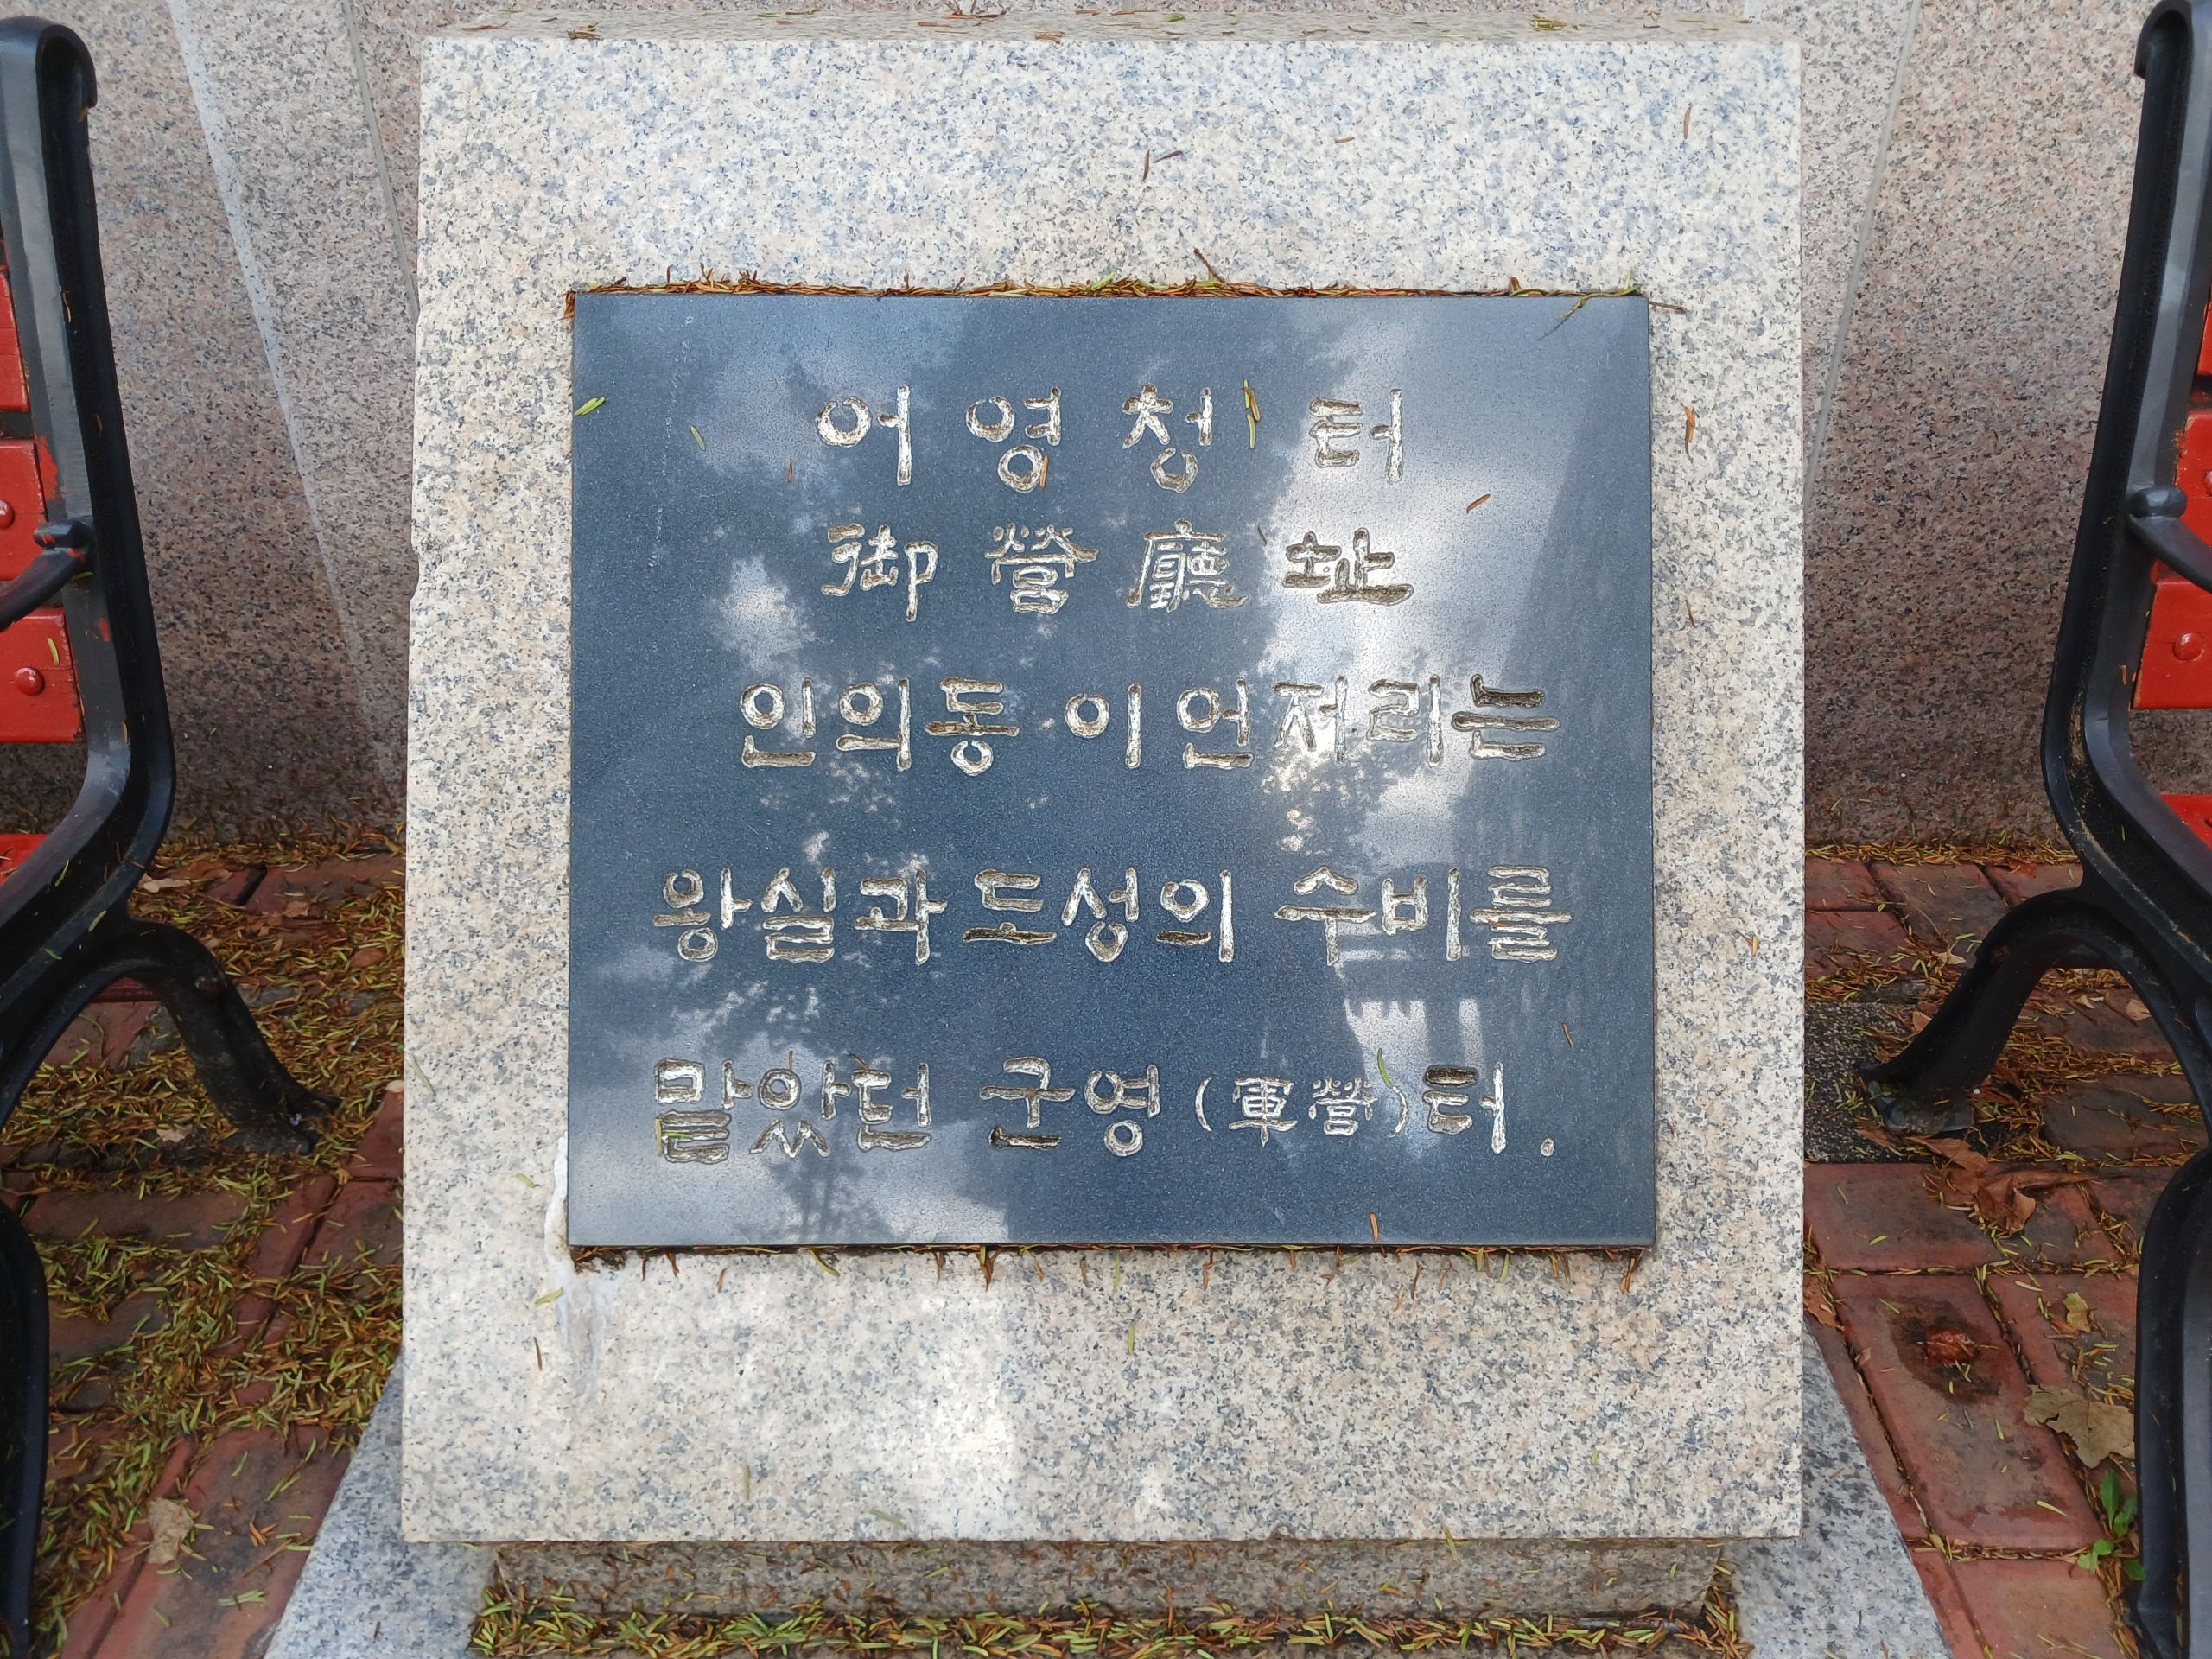 어영청 터
御營廳址
인의동 이 언저리는
왕실과 도성의 수비를
맡았던 군영(軍營)터.